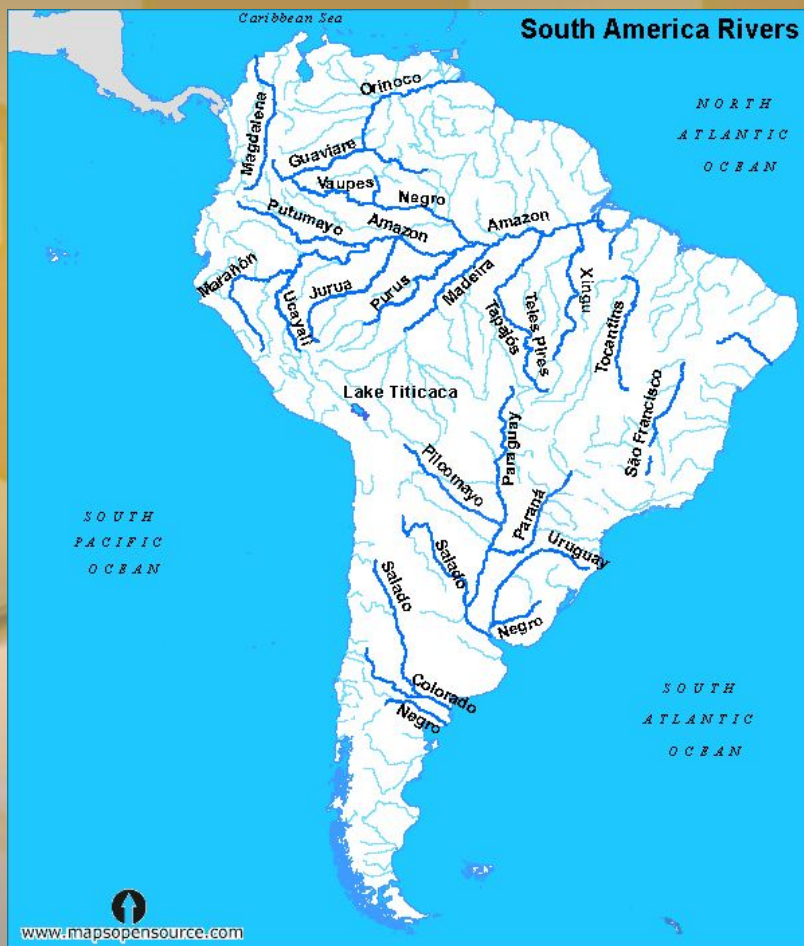 Caribbean Sea
South America Rivers
NORTH
ATLANTIC
OCEAN
Orinoco
Magdalena
Guaviare
Vaupes
Negro
Putumayo
Amazon
Amazon
Marañón
Ucayali
Jurua
Purus
Madeira
Tapajós
Teles Pires
Xingu
Tocantins
São Francisco
Lake Titicaca
Paraguay
Pilcomayo
Paraná
Uruguay
Salado
Salado
Negro
Colorado
Negro
SOUTH
PACIFIC
OCEAN
SOUTH
ATLANTIC
OCEAN
www.mapsopensource.com